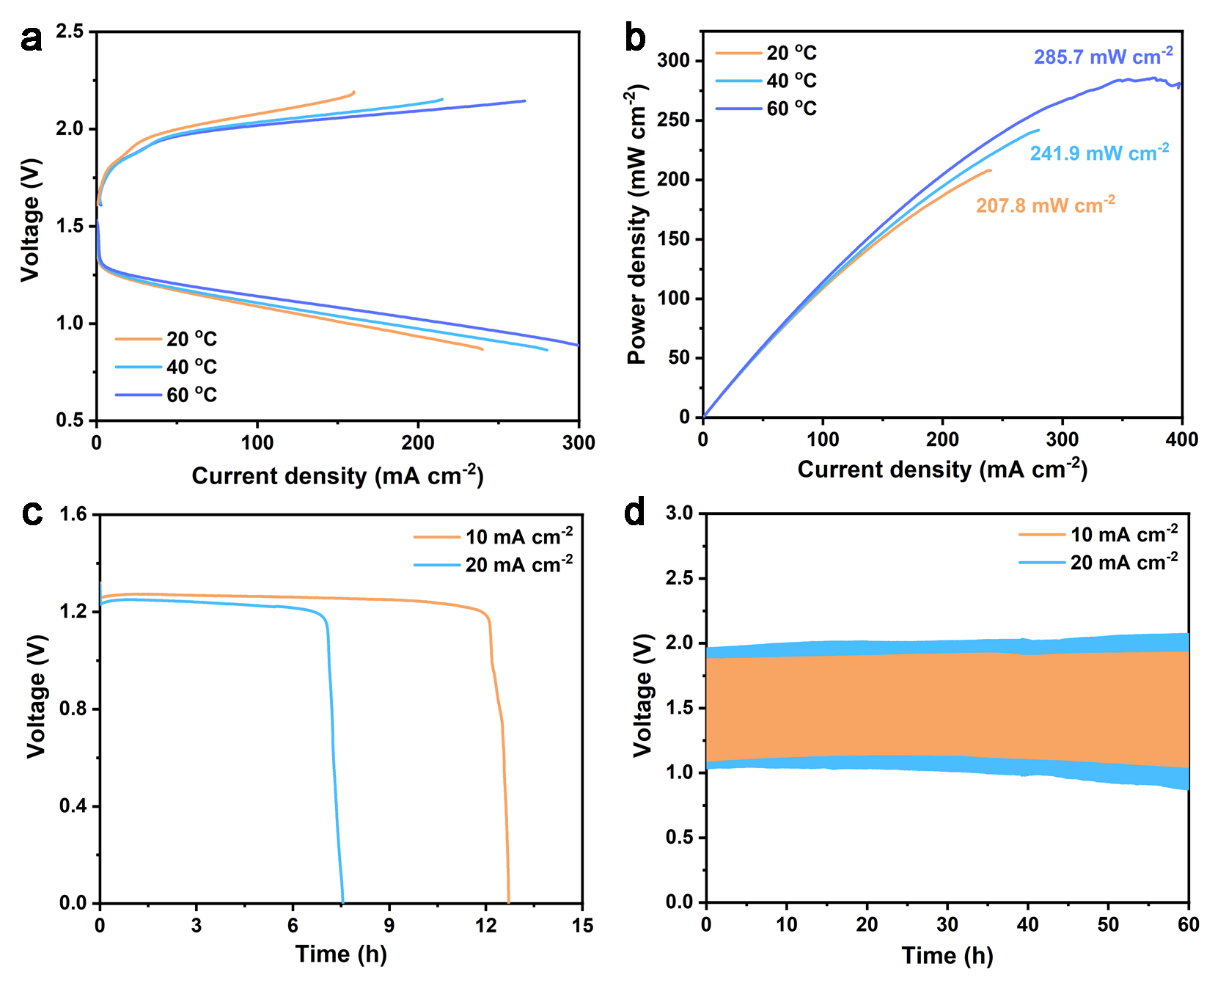 a
2.5
2.0
1.5
1.0
0.5
Voltage (V)
20 °C
40 °C
60 °C
0
100
200
300
Current density (mA cm⁻²)
b
20 °C
40 °C
60 °C
285.7 mW cm⁻²
241.9 mW cm⁻²
207.8 mW cm⁻²
300
250
200
150
100
50
0
Power density (mW cm⁻²)
0
100
200
300
400
Current density (mA cm⁻²)
c
1.6
1.2
0.8
0.4
0.0
Voltage (V)
10 mA cm⁻²
20 mA cm⁻²
0
3
6
9
12
15
Time (h)
d
3.0
2.5
2.0
1.5
1.0
0.5
0.0
Voltage (V)
10 mA cm⁻²
20 mA cm⁻²
0
10
20
30
40
50
60
Time (h)